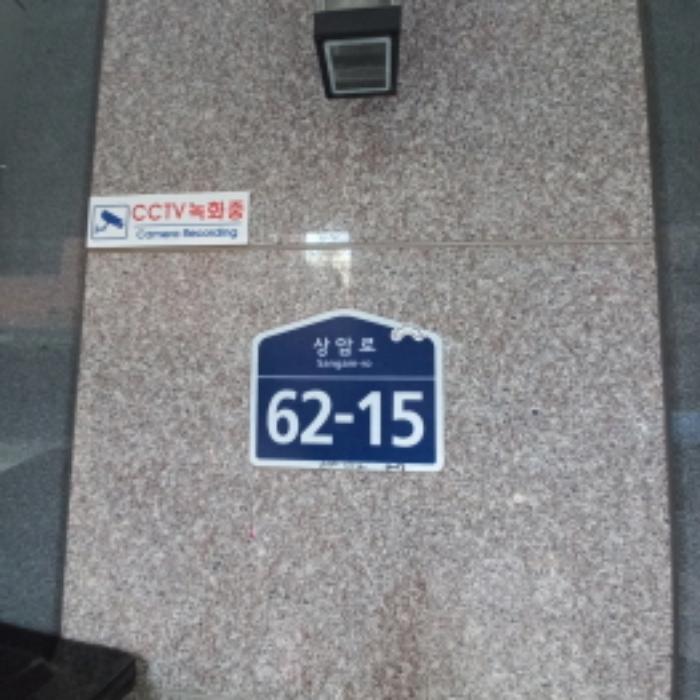 CCTV녹화중
Camera Recording
상암로
Sangam-ro
62-15